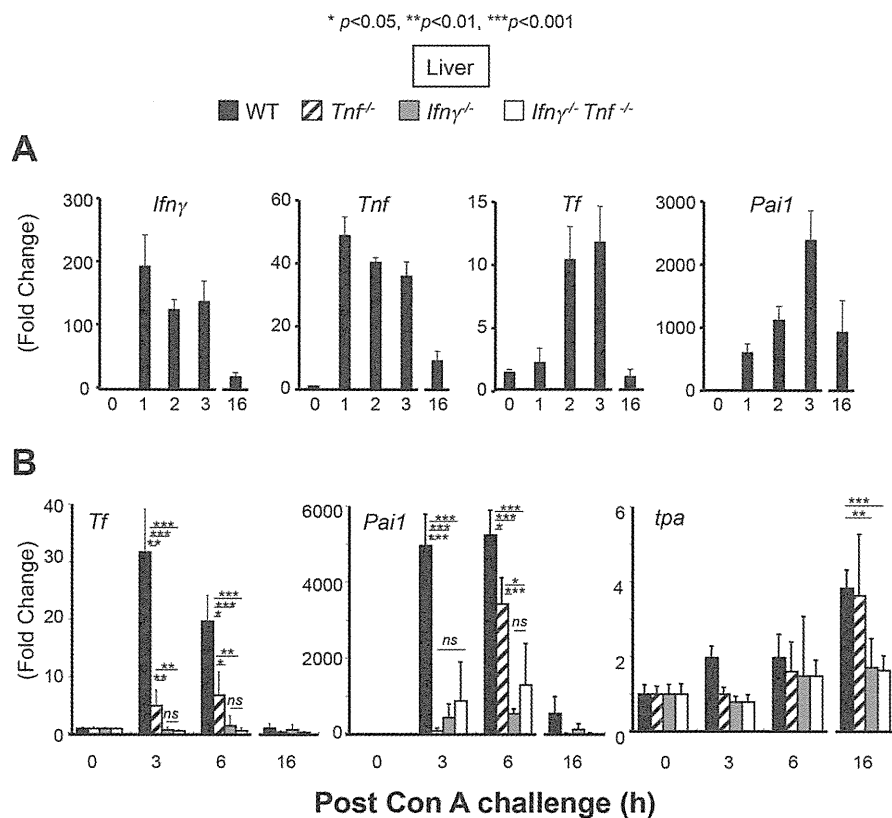 * p<0.05, **p<0.01, ***p<0.001
Liver
WT Tnf-/- Ifnγ-/- Ifnγ-/- Tnf -/-
A
(Fold Change)
Ifnγ
300
200
100
0
0 1 2 3 16
Tnf
60
40
20
0
0 1 2 3 16
Tf
15
10
5
0
0 1 2 3 16
Pai1
3000
2000
1000
0
0 1 2 3 16
B
(Fold Change)
Tf
40
30
20
10
0
***
***
**
**
**
ns
***
***
*
**
*
ns
0 3 6 16
Pai1
6000
4000
2000
0
***
***
***
ns
***
***
*
*
***
ns
0 3 6 16
tpa
6
4
2
0
***
**
0 3 6 16
Post Con A challenge (h)